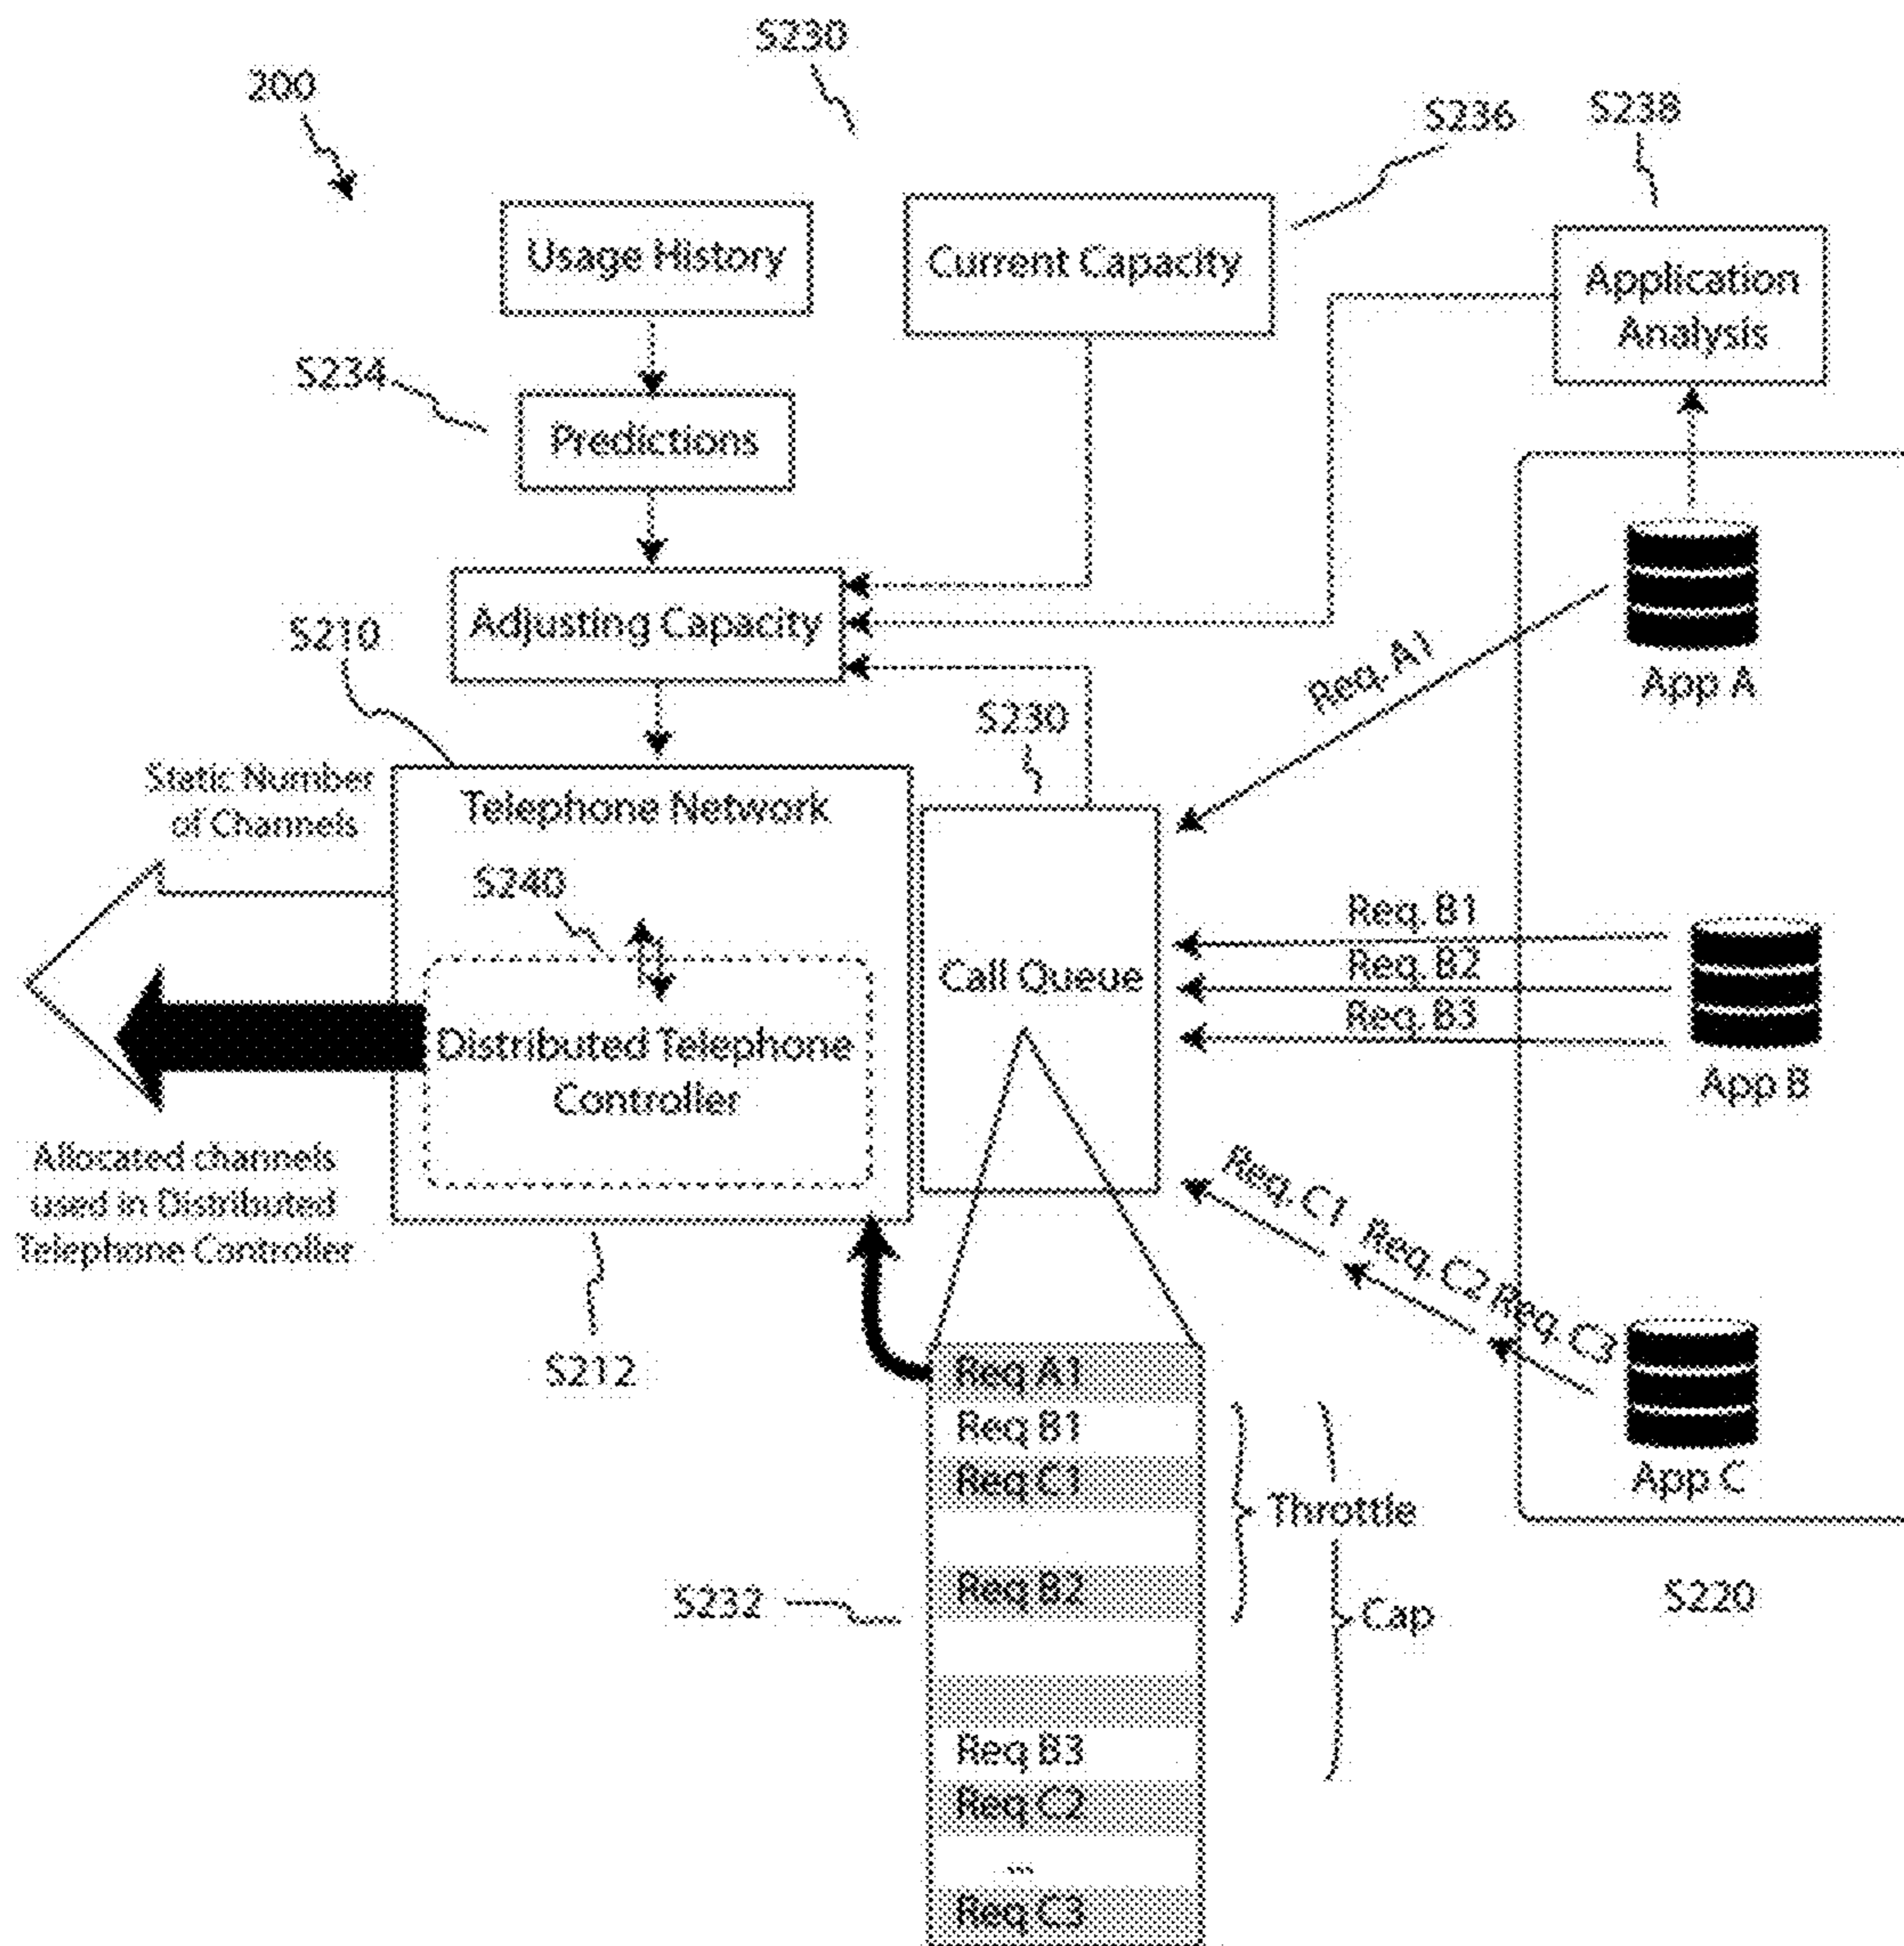 S230
200
S236
S238
Usage History
Current Capacity
Application
Analysis
S234
Predictions
Adjusting Capacity
S210
Req. A1
App A
S230
Static Number
of Channels
Telephone Network
S240
Call Queue
Req. B1
Req. B2
Req. B3
App B
Distributed Telephone
Controller
Allocated channels
used in Distributed
Telephone Controller
Req. C1
Req. C2
Req. C3
S212
Req A1
Req B1
Req C1
Throttle
App C
Req B2
S232
Cap
S220
Req B3
Req C2
...
Req C3